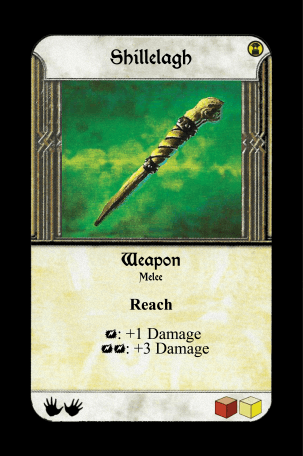 Shillelagh
Weapon
Melee
Reach
: +1 Damage
: +3 Damage